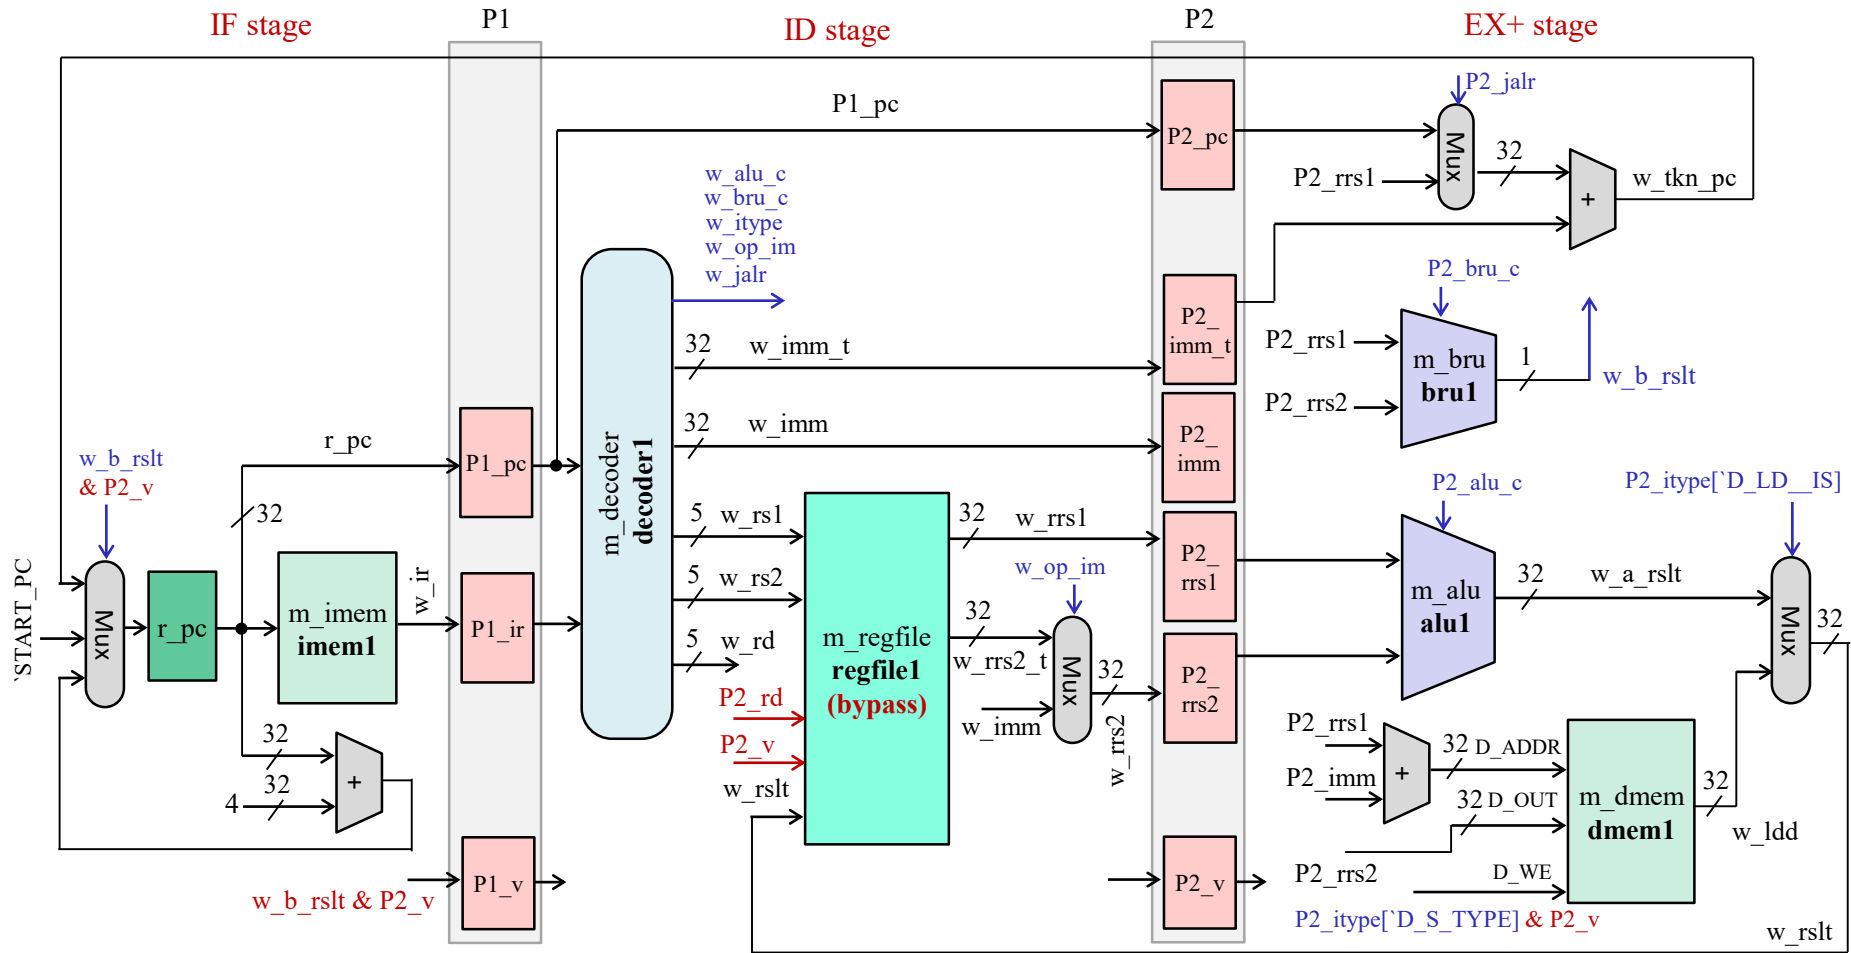 IF stage
P1
ID stage
P2
EX+ stage
P2_jalr
P1_pc
P2_pc
Mux
32
P2_rrs1
+
w_tkn_pc
w_alu_c
w_bru_c
w_itype
w_op_im
w_jalr
P2_bru_c
P2_
imm_t
32
w_imm_t
P2_rrs1
m_bru
bru1
1
w_b_rslt
P2_rrs2
32
w_imm
P2_
imm
r_pc
P1_pc
w_b_rslt
& P2_v
32
m_decoder
decoder1
P2_alu_c
P2_itype[`D_LD__IS]
5
w_rs1
32
w_rrs1
P2_
rrs1
`START_PC
Mux
r_pc
m_imem
imem1
w_ir
P1_ir
5
w_rs2
w_op_im
m_alu
alu1
32
w_a_rslt
Mux
32
5
w_rd
m_regfile
regfile1
(bypass)
32
w_rrs2_t
Mux
32
w_imm
w_rrs2
P2_
rrs2
P2_rd
P2_v
w_rslt
32
4
32
+
P2_rrs1
P2_imm
+
32
D_ADDR
32
D_OUT
m_dmem
dmem1
32
w_ldd
P2_rrs2
D_WE
P2_itype[`D_S_TYPE] & P2_v
w_b_rslt & P2_v
P1_v
P2_v
w_rslt